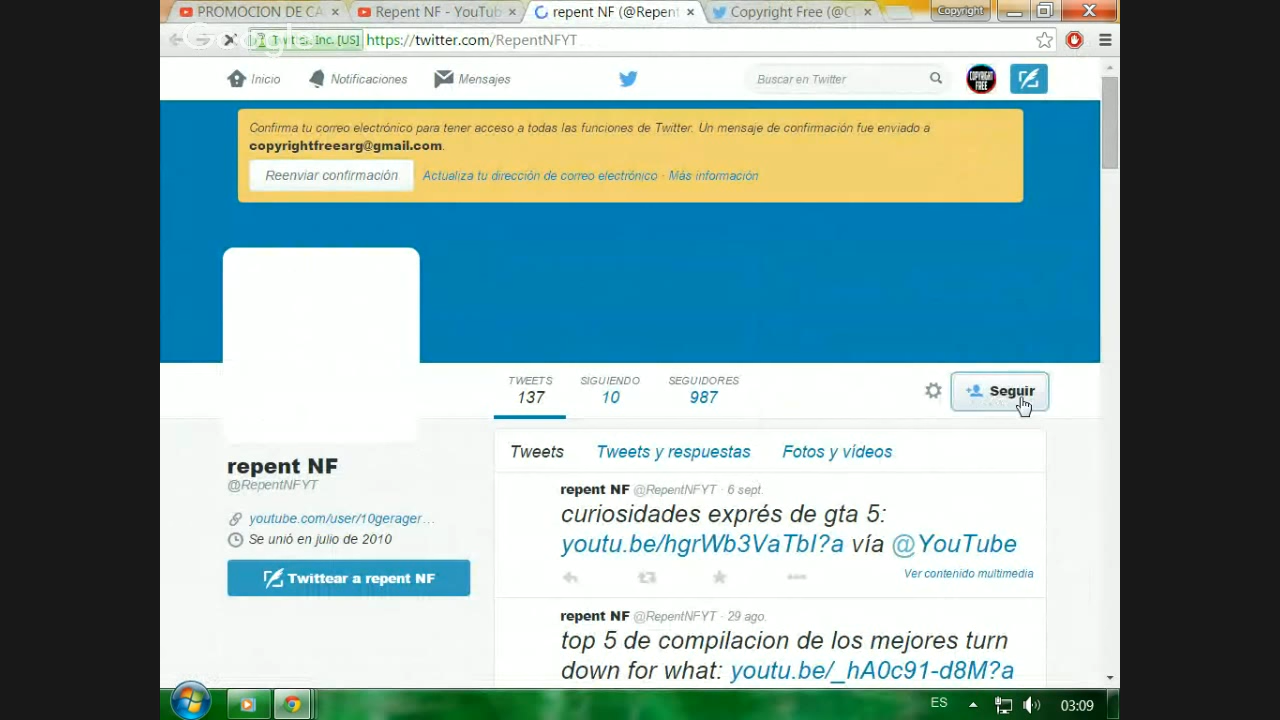 PROMOCION DE CA
Repent NF - YouTub
repent NF (@Repent
Copyright Free (@C
Copyright
Google
Twitter, Inc. [US]
https://twitter.com/RepentNFYT
Inicio
Notificaciones
Mensajes
Buscar en Twitter
COPYRIGHT
FREE
Confirma tu correo electrónico para tener acceso a todas las funciones de Twitter. Un mensaje de confirmación fue enviado a
copyrightfreearg@gmail.com.
Reenviar confirmación
Actualiza tu dirección de correo electrónico · Más información
TWEETS
137
SIGUIENDO
10
SEGUIDORES
987
Seguir
repent NF
@RepentNFYT
youtube.com/user/10gerager…
Se unió en julio de 2010
Twittear a repent NF
Tweets
Tweets y respuestas
Fotos y vídeos
repent NF @RepentNFYT · 6 sept.
curiosidades exprés de gta 5:
youtu.be/hgrWb3VaTbI?a vía @YouTube
Ver contenido multimedia
repent NF @RepentNFYT · 29 ago.
top 5 de compilacion de los mejores turn
down for what: youtu.be/_hA0c91-d8M?a
ES
03:09